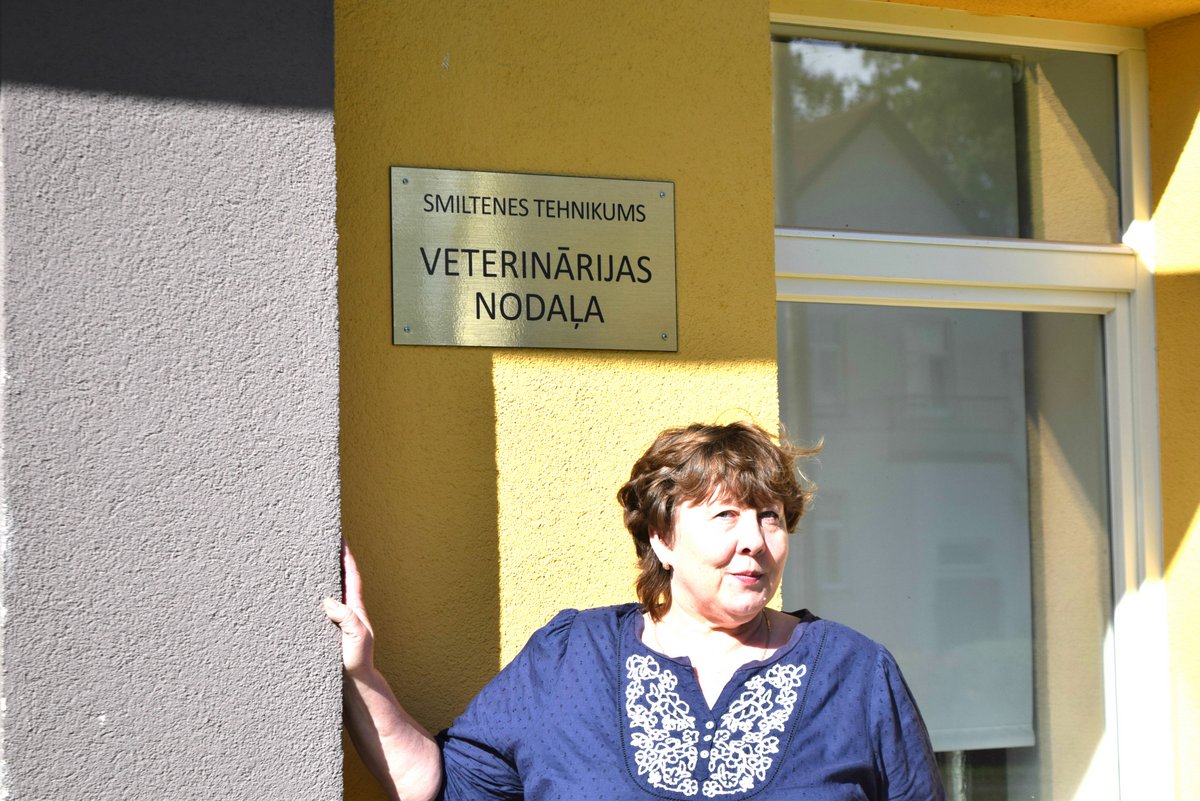 SMILTENES TEHNIKUMS
VETERINĀRIJAS
NODAĻA